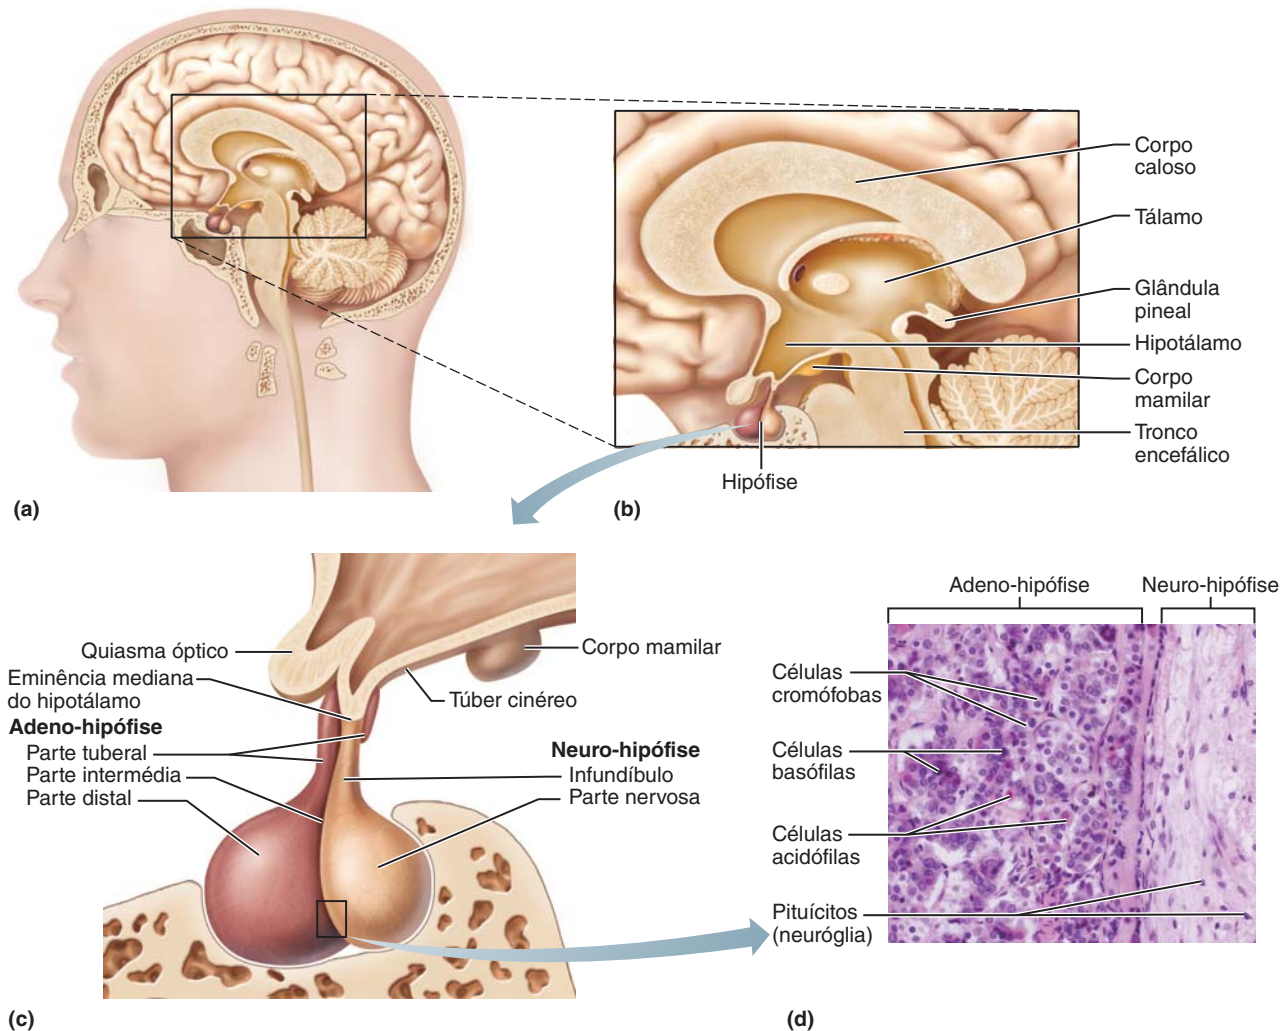 Corpo
caloso
Tálamo
Glândula
pineal
Hipotálamo
Corpo
mamilar
Tronco
encefálico
Hipófise
(a)
(b)
Quiasma óptico
Eminência mediana
do hipotálamo
Adeno-hipófise
Parte tuberal
Parte intermédia
Parte distal
Corpo mamilar
Túber cinéreo
Neuro-hipófise
Infundíbulo
Parte nervosa
(c)
Adeno-hipófise
Neuro-hipófise
Células
cromófobas
Células
basófilas
Células
acidófilas
Pituícitos
(neuróglia)
(d)